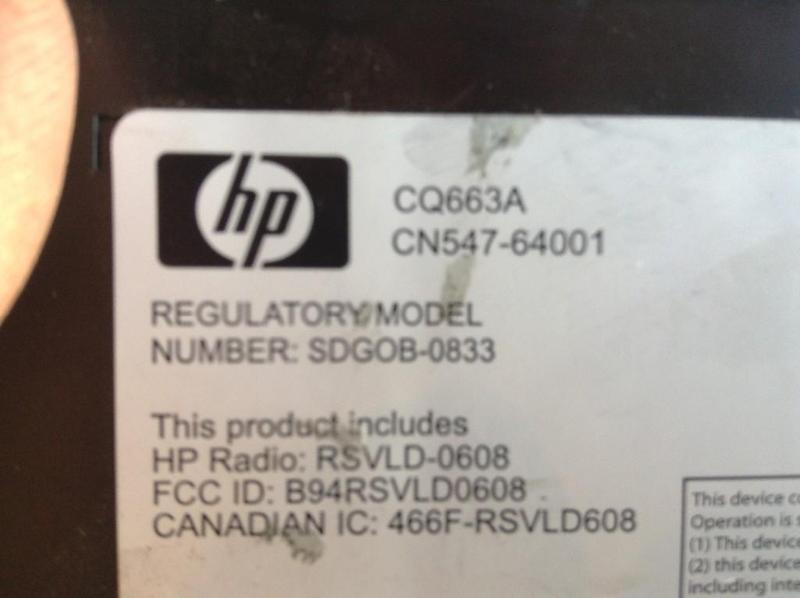 hp
CQ663A
CN547-64001
REGULATORY MODEL
NUMBER: SDGOB-0833
This product includes
HP Radio: RSVLD-0608
FCC ID: B94RSVLD0608
CANADIAN IC: 466F-RSVLD608
This device
Operation is
(1) This device
(2) this device
including